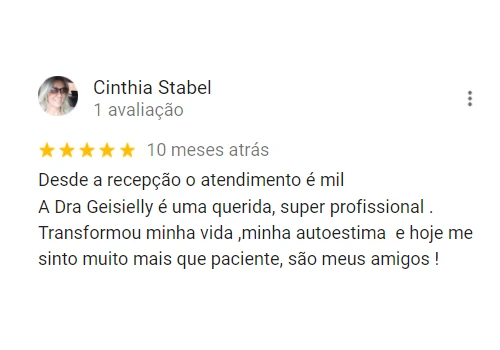 Cinthia Stabel
1 avaliação
10 meses atrás
Desde a recepção o atendimento é mil
A Dra Geisielly é uma querida, super profissional .
Transformou minha vida ,minha autoestima  e hoje me
sinto muito mais que paciente, são meus amigos !